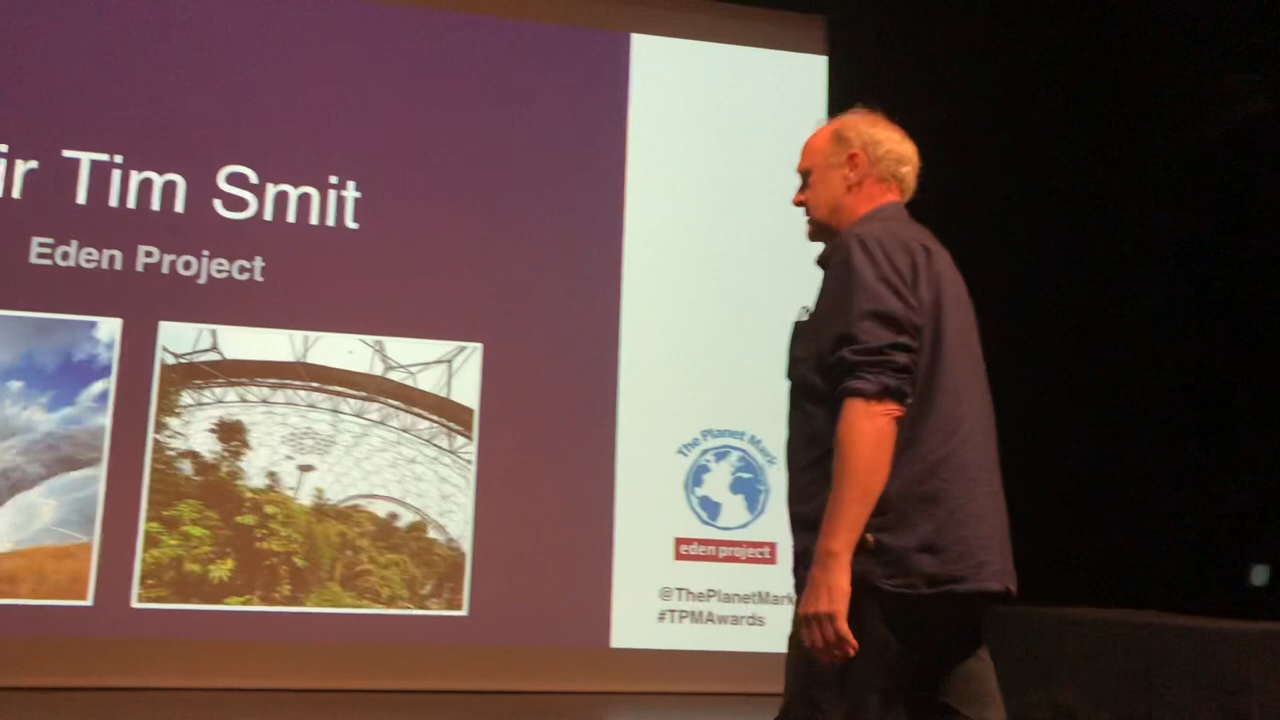 ir Tim Smit
Eden Project
The Planet Mark
eden project
@ThePlanetMark
#TPMAwards